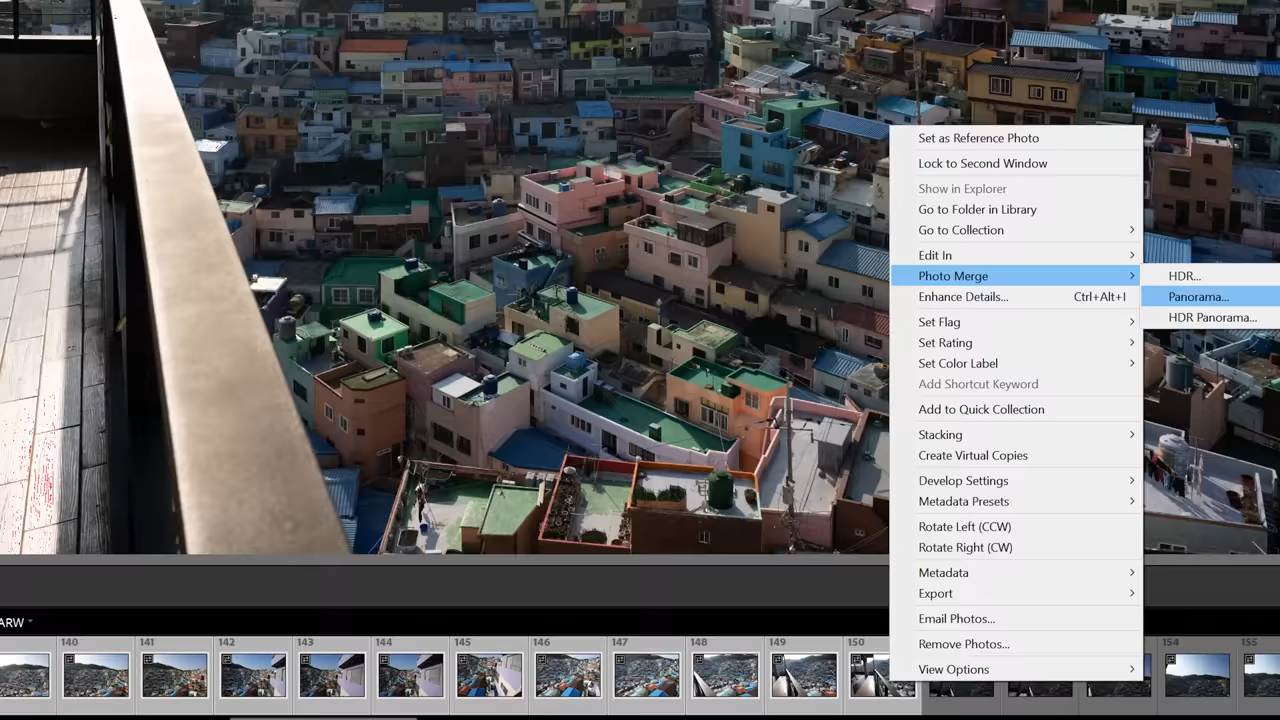 Set as Reference Photo
Lock to Second Window
Show in Explorer
Go to Folder in Library
Go to Collection
Edit In
Photo Merge
HDR...
Enhance Details... Ctrl+Alt+I
Panorama...
HDR Panorama...
Set Flag
Set Rating
Set Color Label
Add Shortcut Keyword
Add to Quick Collection
Stacking
Create Virtual Copies
Develop Settings
Metadata Presets
Rotate Left (CCW)
Rotate Right (CW)
Metadata
Export
Email Photos...
Remove Photos...
View Options
ARW
140 141 142 143 144 145 146 147 148 149 150 154 155